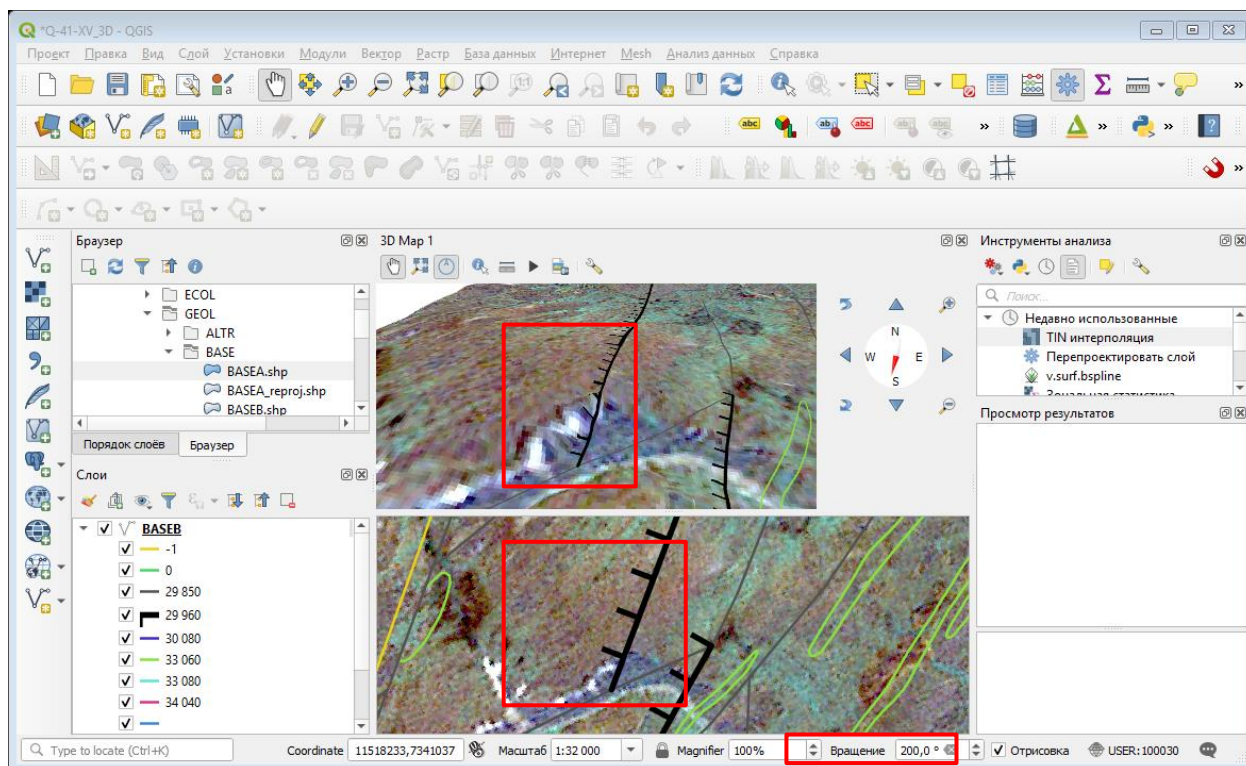 *Q-41-XV_3D - QGIS
Проект Правка Вид Слой Установки Модули Вектор Растр База данных Интернет Mesh Анализ данных Справка
Браузер
ECOL
GEOL
ALTR
BASE
BASEA.shp
BASEA_reproj.shp
BASEB.shp
Порядок слоёв Браузер
Слои
BASEB
-1
0
29 850
29 960
30 080
33 060
33 080
34 040
3D Map 1
N
W E
S
Инструменты анализа
Поиск...
Недавно использованные
TIN интерполяция
Перепроектировать слой
v.surf.bspline
Зональная статистика
Просмотр результатов
Type to locate (Ctrl+K) Coordinate 11518233,7341037 Масштаб 1:32 000 Magnifier 100% Вращение 200,0 ° Отрисовка USER:100030